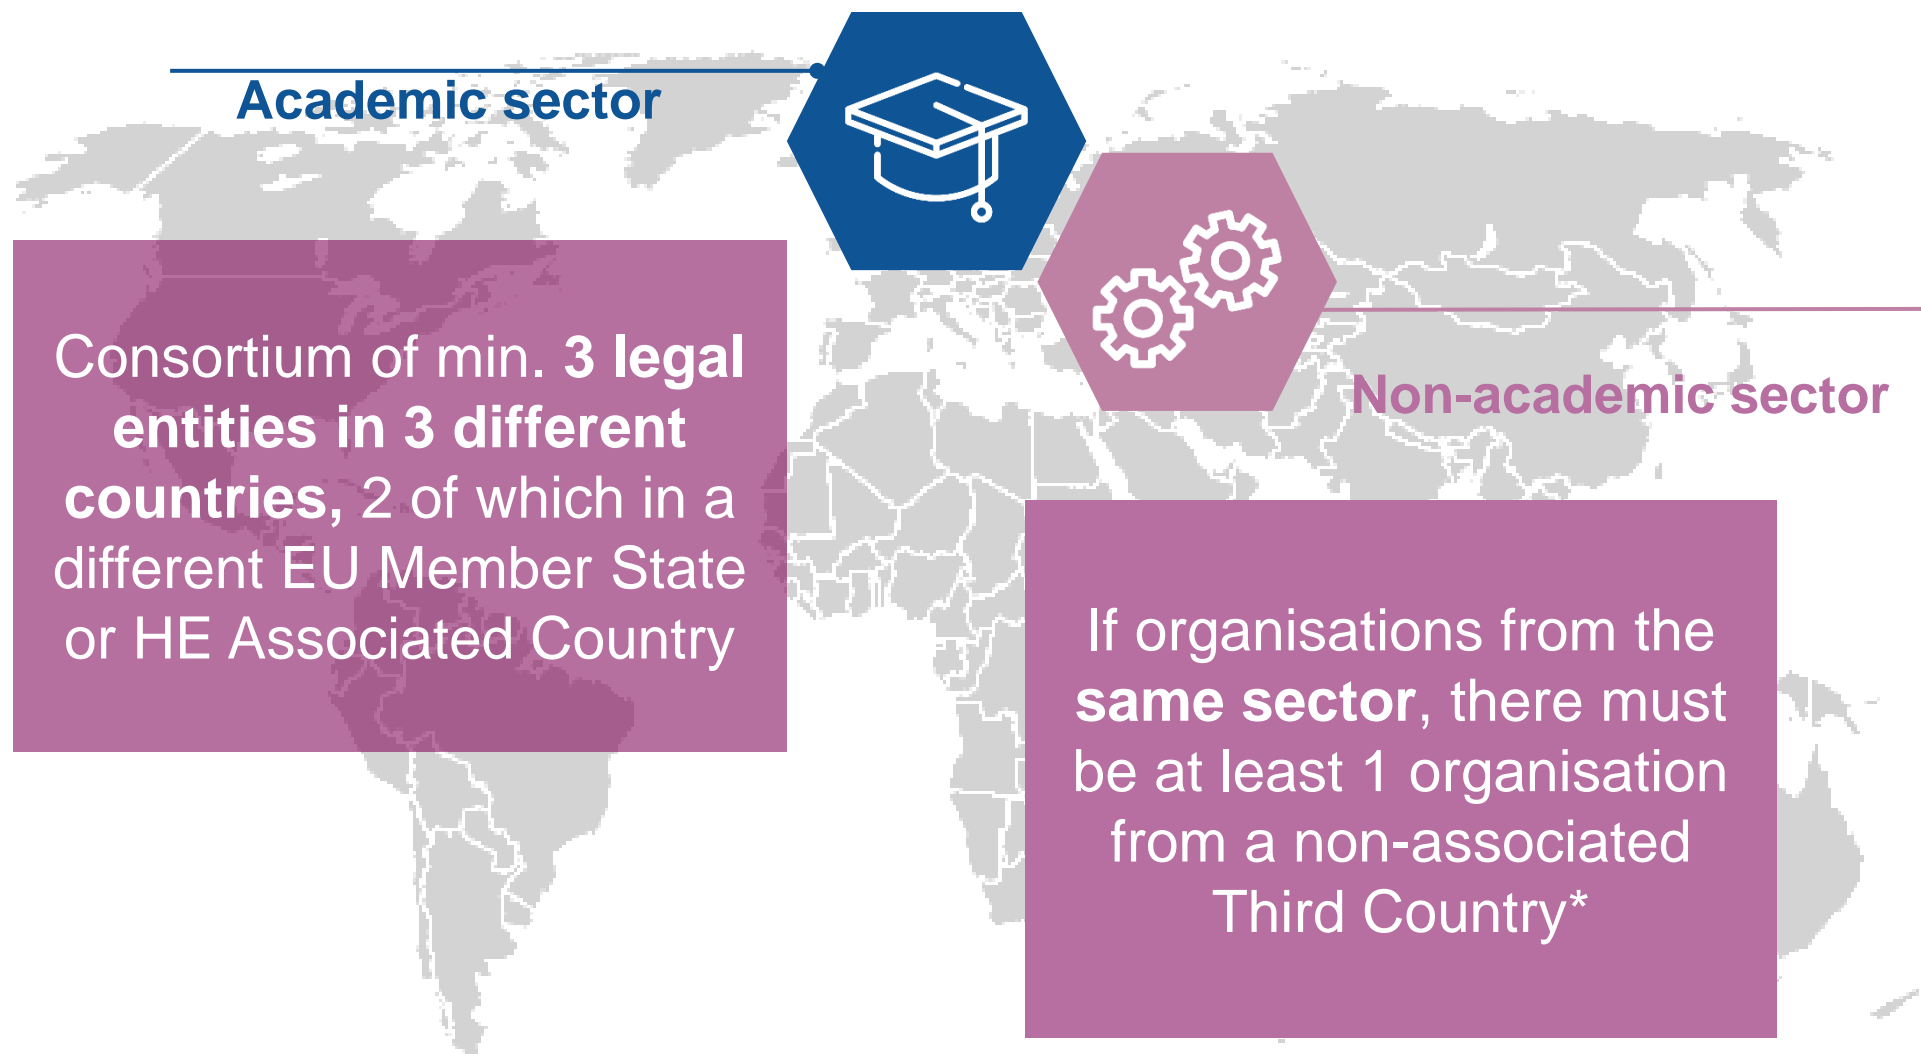 Academic sector
Consortium of min. 3 legal
entities in 3 different
countries, 2 of which in a
different EU Member State
or HE Associated Country
Non-academic sector
If organisations from the
same sector, there must
be at least 1 organisation
from a non-associated
Third Country*